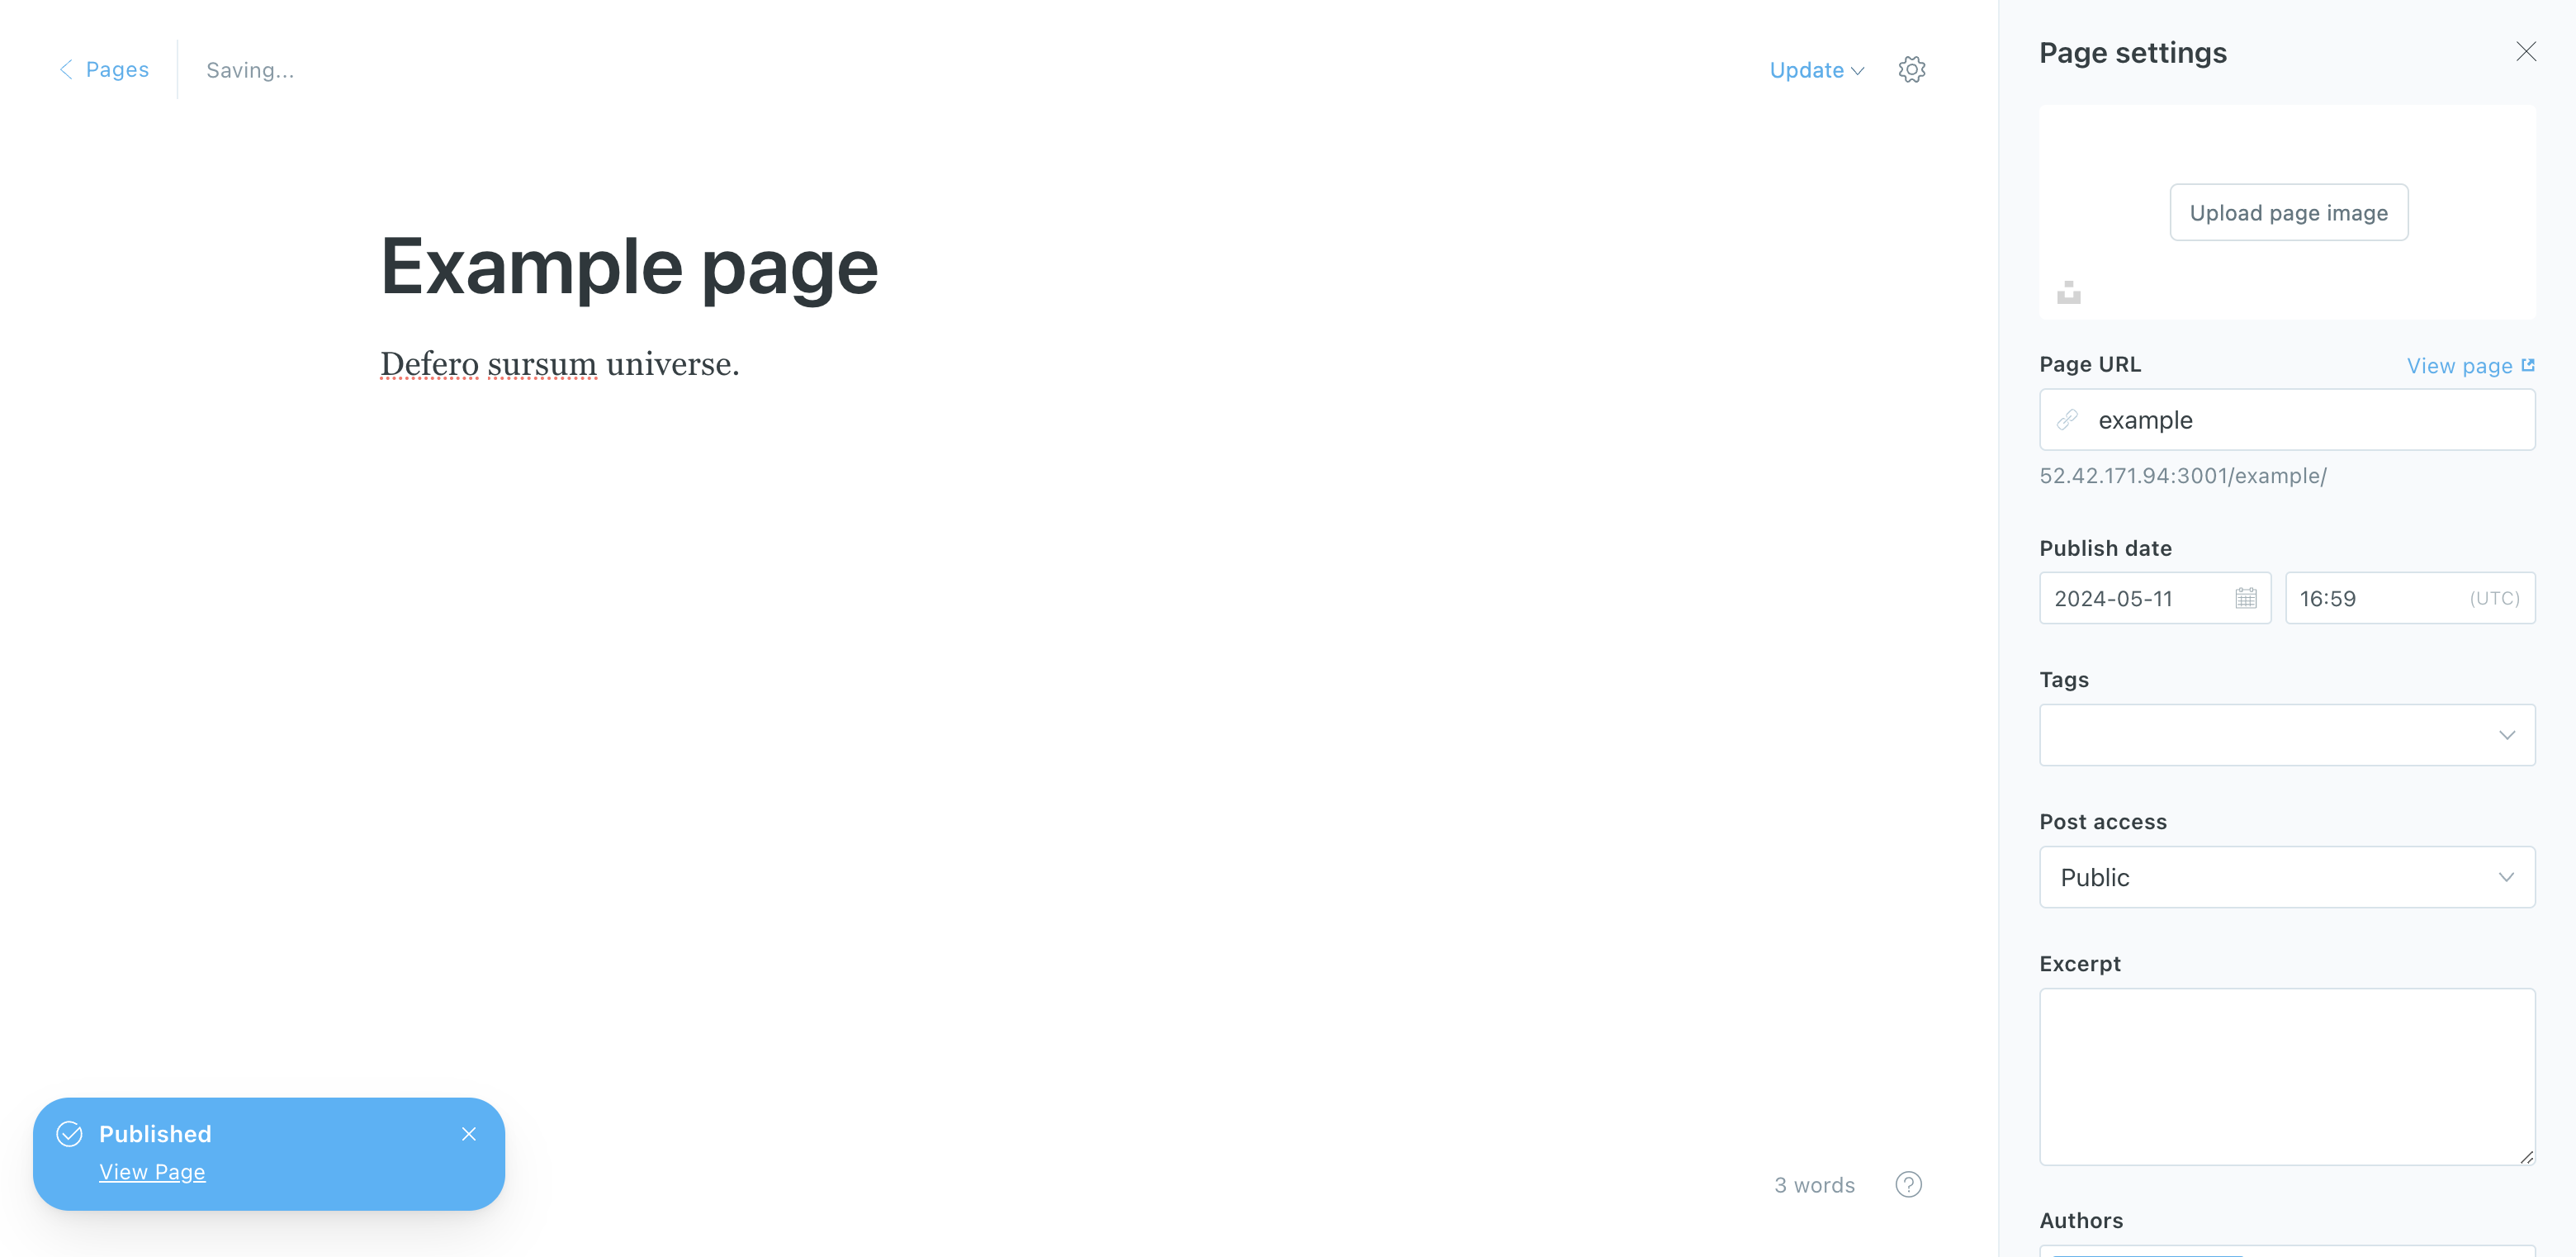 Pages
Saving...
Update
Example page
Defero sursum universe.
Published
View Page
3 words
?
Page settings
Upload page image
Page URL
View page
example
52.42.171.94:3001/example/
Publish date
2024-05-11
16:59
(UTC)
Tags
Post access
Public
Excerpt
Authors